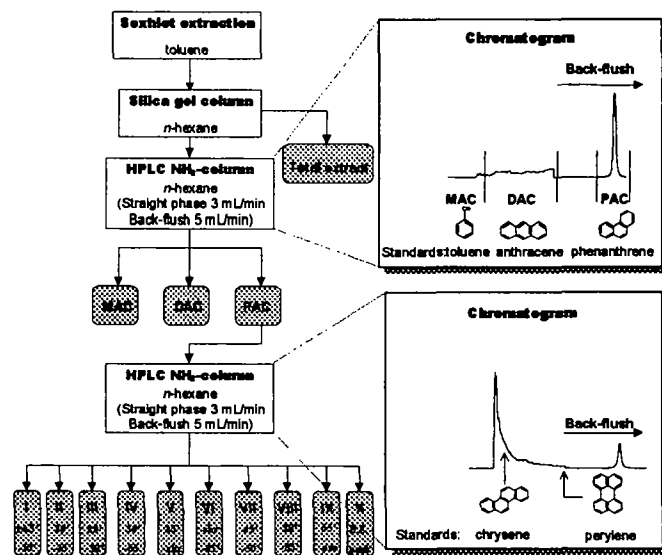 Soxhlet extraction
toluene
Silica gel column
n-hexane
Total extract
HPLC NH₂-column
n-hexane
(Straight phase 3 mL/min
Back-flush 5 mL/min)
MAC
DAC
PAC
HPLC NH₂-column
n-hexane
(Straight phase 3 mL/min
Back-flush 5 mL/min)
I
II
III
IV
V
VI
VII
VIII
IX
X
Chromatogram
Back-flush
MAC
DAC
PAC
Standards: toluene anthracene phenanthrene
Chromatogram
Back-flush
Standards: chrysene perylene